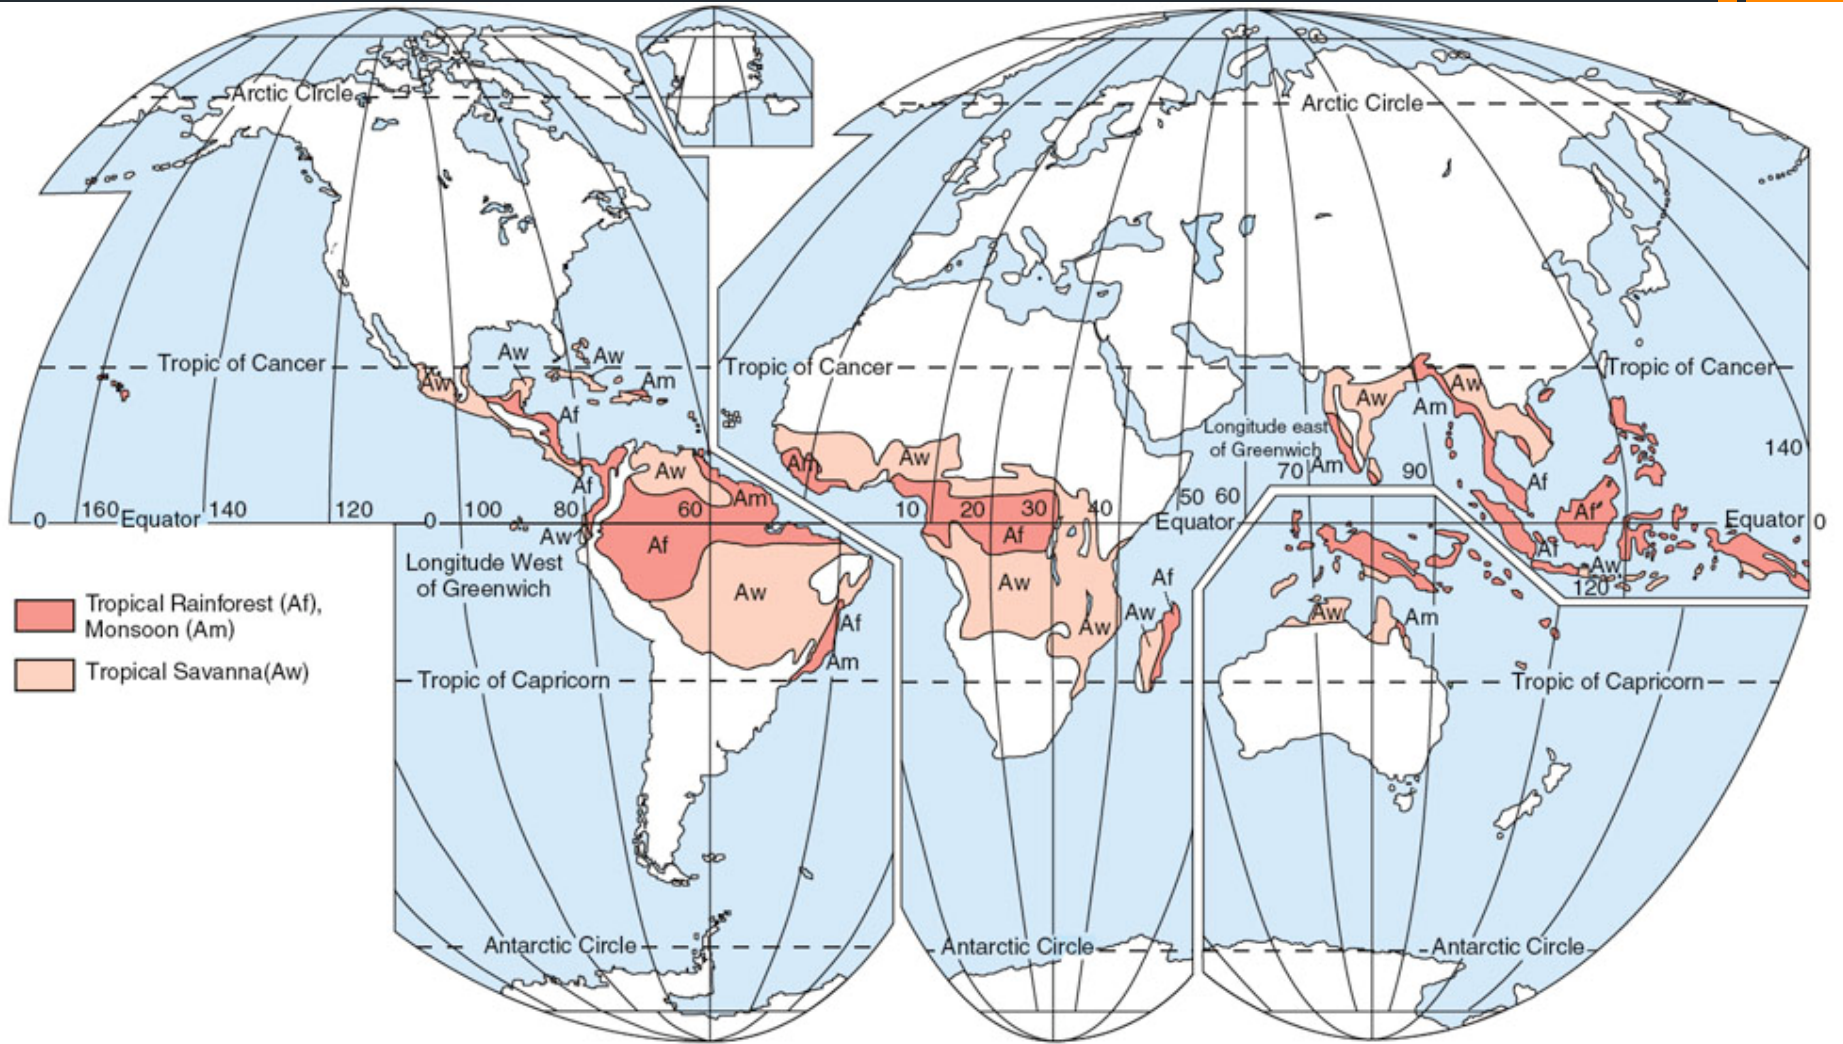 Arctic Circle
Arctic Circle
Aw
Aw
Tropic of Cancer
Tropic of Cancer
Tropic of Cancer
Aw
Am
Aw
Aw
Af
Am
Longitude east
of Greenwich
140
Aw
Am
Aw
70
Am
90
Af
Af
Am
0
160
Equator
140
120
0
100
80
60
10
20
30
40
50
60
Equator
Af
Equator
0
Aw
Af
Af
Af
Aw
120
Longitude West
of Greenwich
Aw
Aw
Af
Aw
Aw
Aw
Am
Tropical Rainforest (Af),
Monsoon (Am)
Af
Am
Tropical Savanna(Aw)
Tropic of Capricorn
Tropic of Capricorn
Antarctic Circle
Antarctic Circle
Antarctic Circle